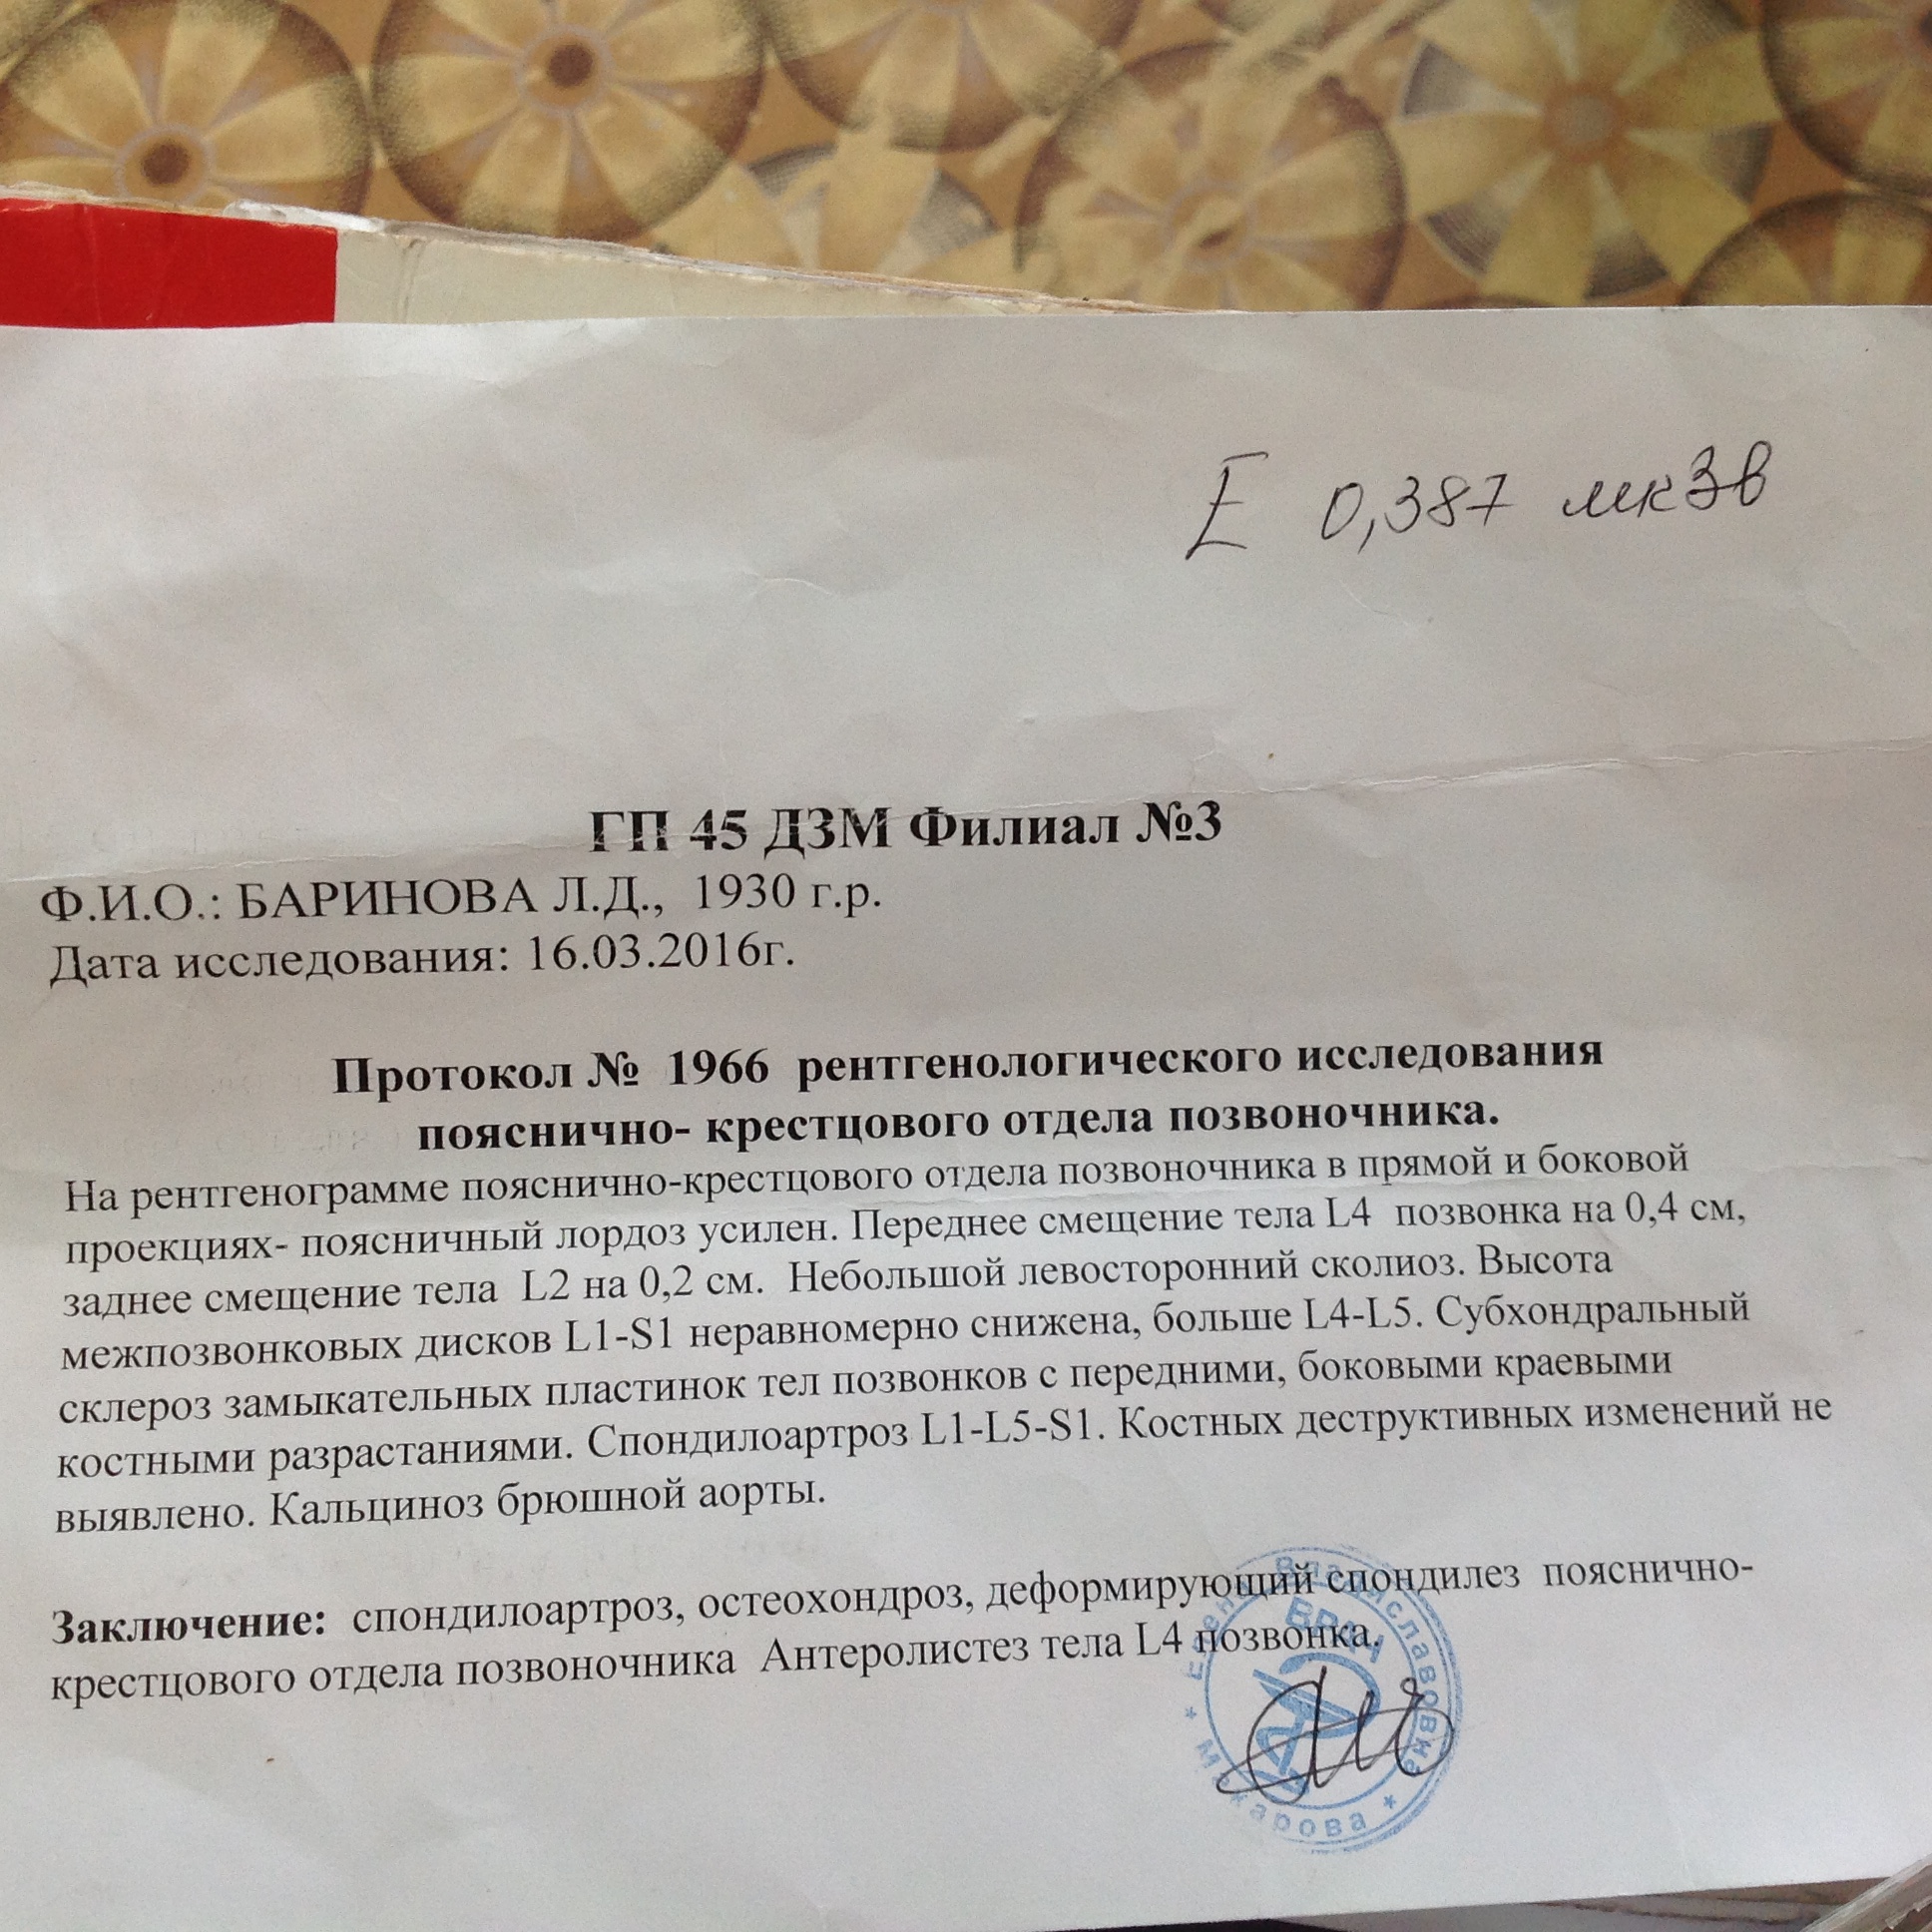 E 0,387 мкЗв
ГП 45 ДЗМ Филиал №3
Ф.И.О.: БАРИНОВА Л.Д., 1930 г.р.
Дата исследования: 16.03.2016г.
Протокол № 1966 рентгенологического исследования
пояснично- крестцового отдела позвоночника.
На рентгенограмме пояснично-крестцового отдела позвоночника в прямой и боковой
проекциях- поясничный лордоз усилен. Переднее смещение тела L4 позвонка на 0,4 см,
заднее смещение тела L2 на 0,2 см. Небольшой левосторонний сколиоз. Высота
межпозвонковых дисков L1-S1 неравномерно снижена, больше L4-L5. Субхондральный
склероз замыкательных пластинок тел позвонков с передними, боковыми краевыми
костными разрастаниями. Спондилоартроз L1-L5-S1. Костных деструктивных изменений не
выявлено. Кальциноз брюшной аорты.
Заключение: спондилоартроз, остеохондроз, деформирующий спондилез пояснично-
крестцового отдела позвоночника Антеролистез тела L4 позвонка.
ВРАЧ
Владиславовна